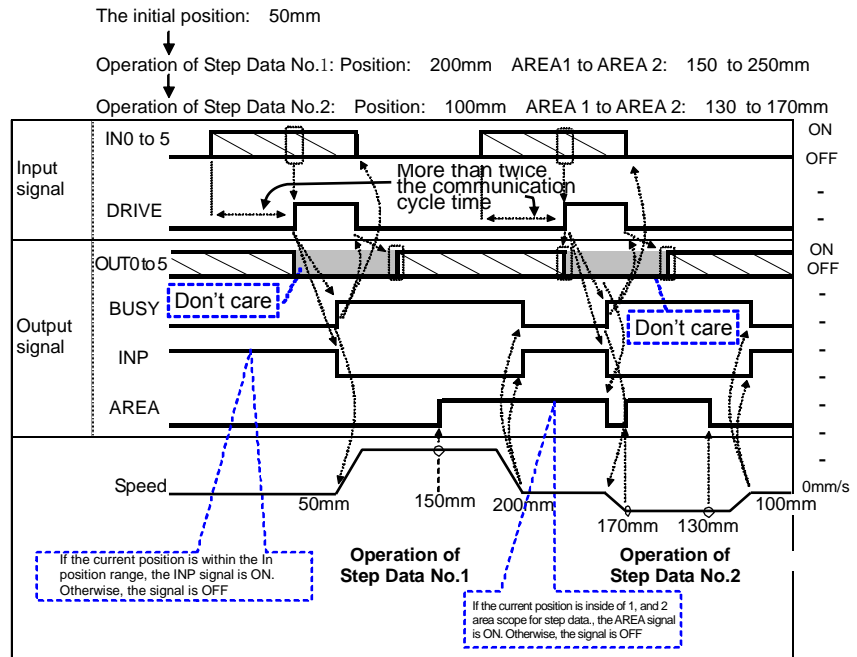 The initial position: 50mm
Operation of Step Data No.1: Position: 200mm AREA1 to AREA 2: 150 to 250mm
Operation of Step Data No.2: Position: 100mm AREA 1 to AREA 2: 130 to 170mm
Input
signal
IN0 to 5
ON
OFF
More than twice
the communication
cycle time
-
DRIVE
-
Output
signal
OUT0 to 5
ON
OFF
Don't care
-
BUSY
Don't care
-
INP
-
-
AREA
-
-
Speed
50mm
150mm
200mm
170mm
130mm
100mm
0mm/s
If the current position is within the In
position range, the INP signal is ON.
Otherwise, the signal is OFF
Operation of
Step Data No.1
Operation of
Step Data No.2
If the current position is inside of 1, and 2
area scope for step data., the AREA signal
is ON. Otherwise, the signal is OFF